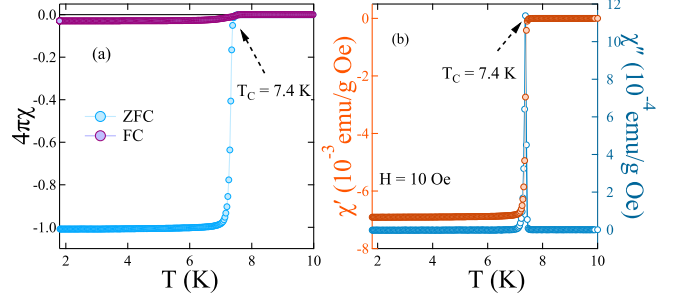 0.0
-0.2
-0.4
-0.6
-0.8
-1.0
4πχ
(a)
T_C = 7.4 K
ZFC
FC
2 4 6 8 10
T (K)
0
-2
-4
-6
-8
χ′ (10⁻³ emu/g Oe)
(b)
T_C = 7.4 K
H = 10 Oe
2 4 6 8 10
T (K)
12
10
8
6
4
2
0
χ″ (10⁻⁴ emu/g Oe)